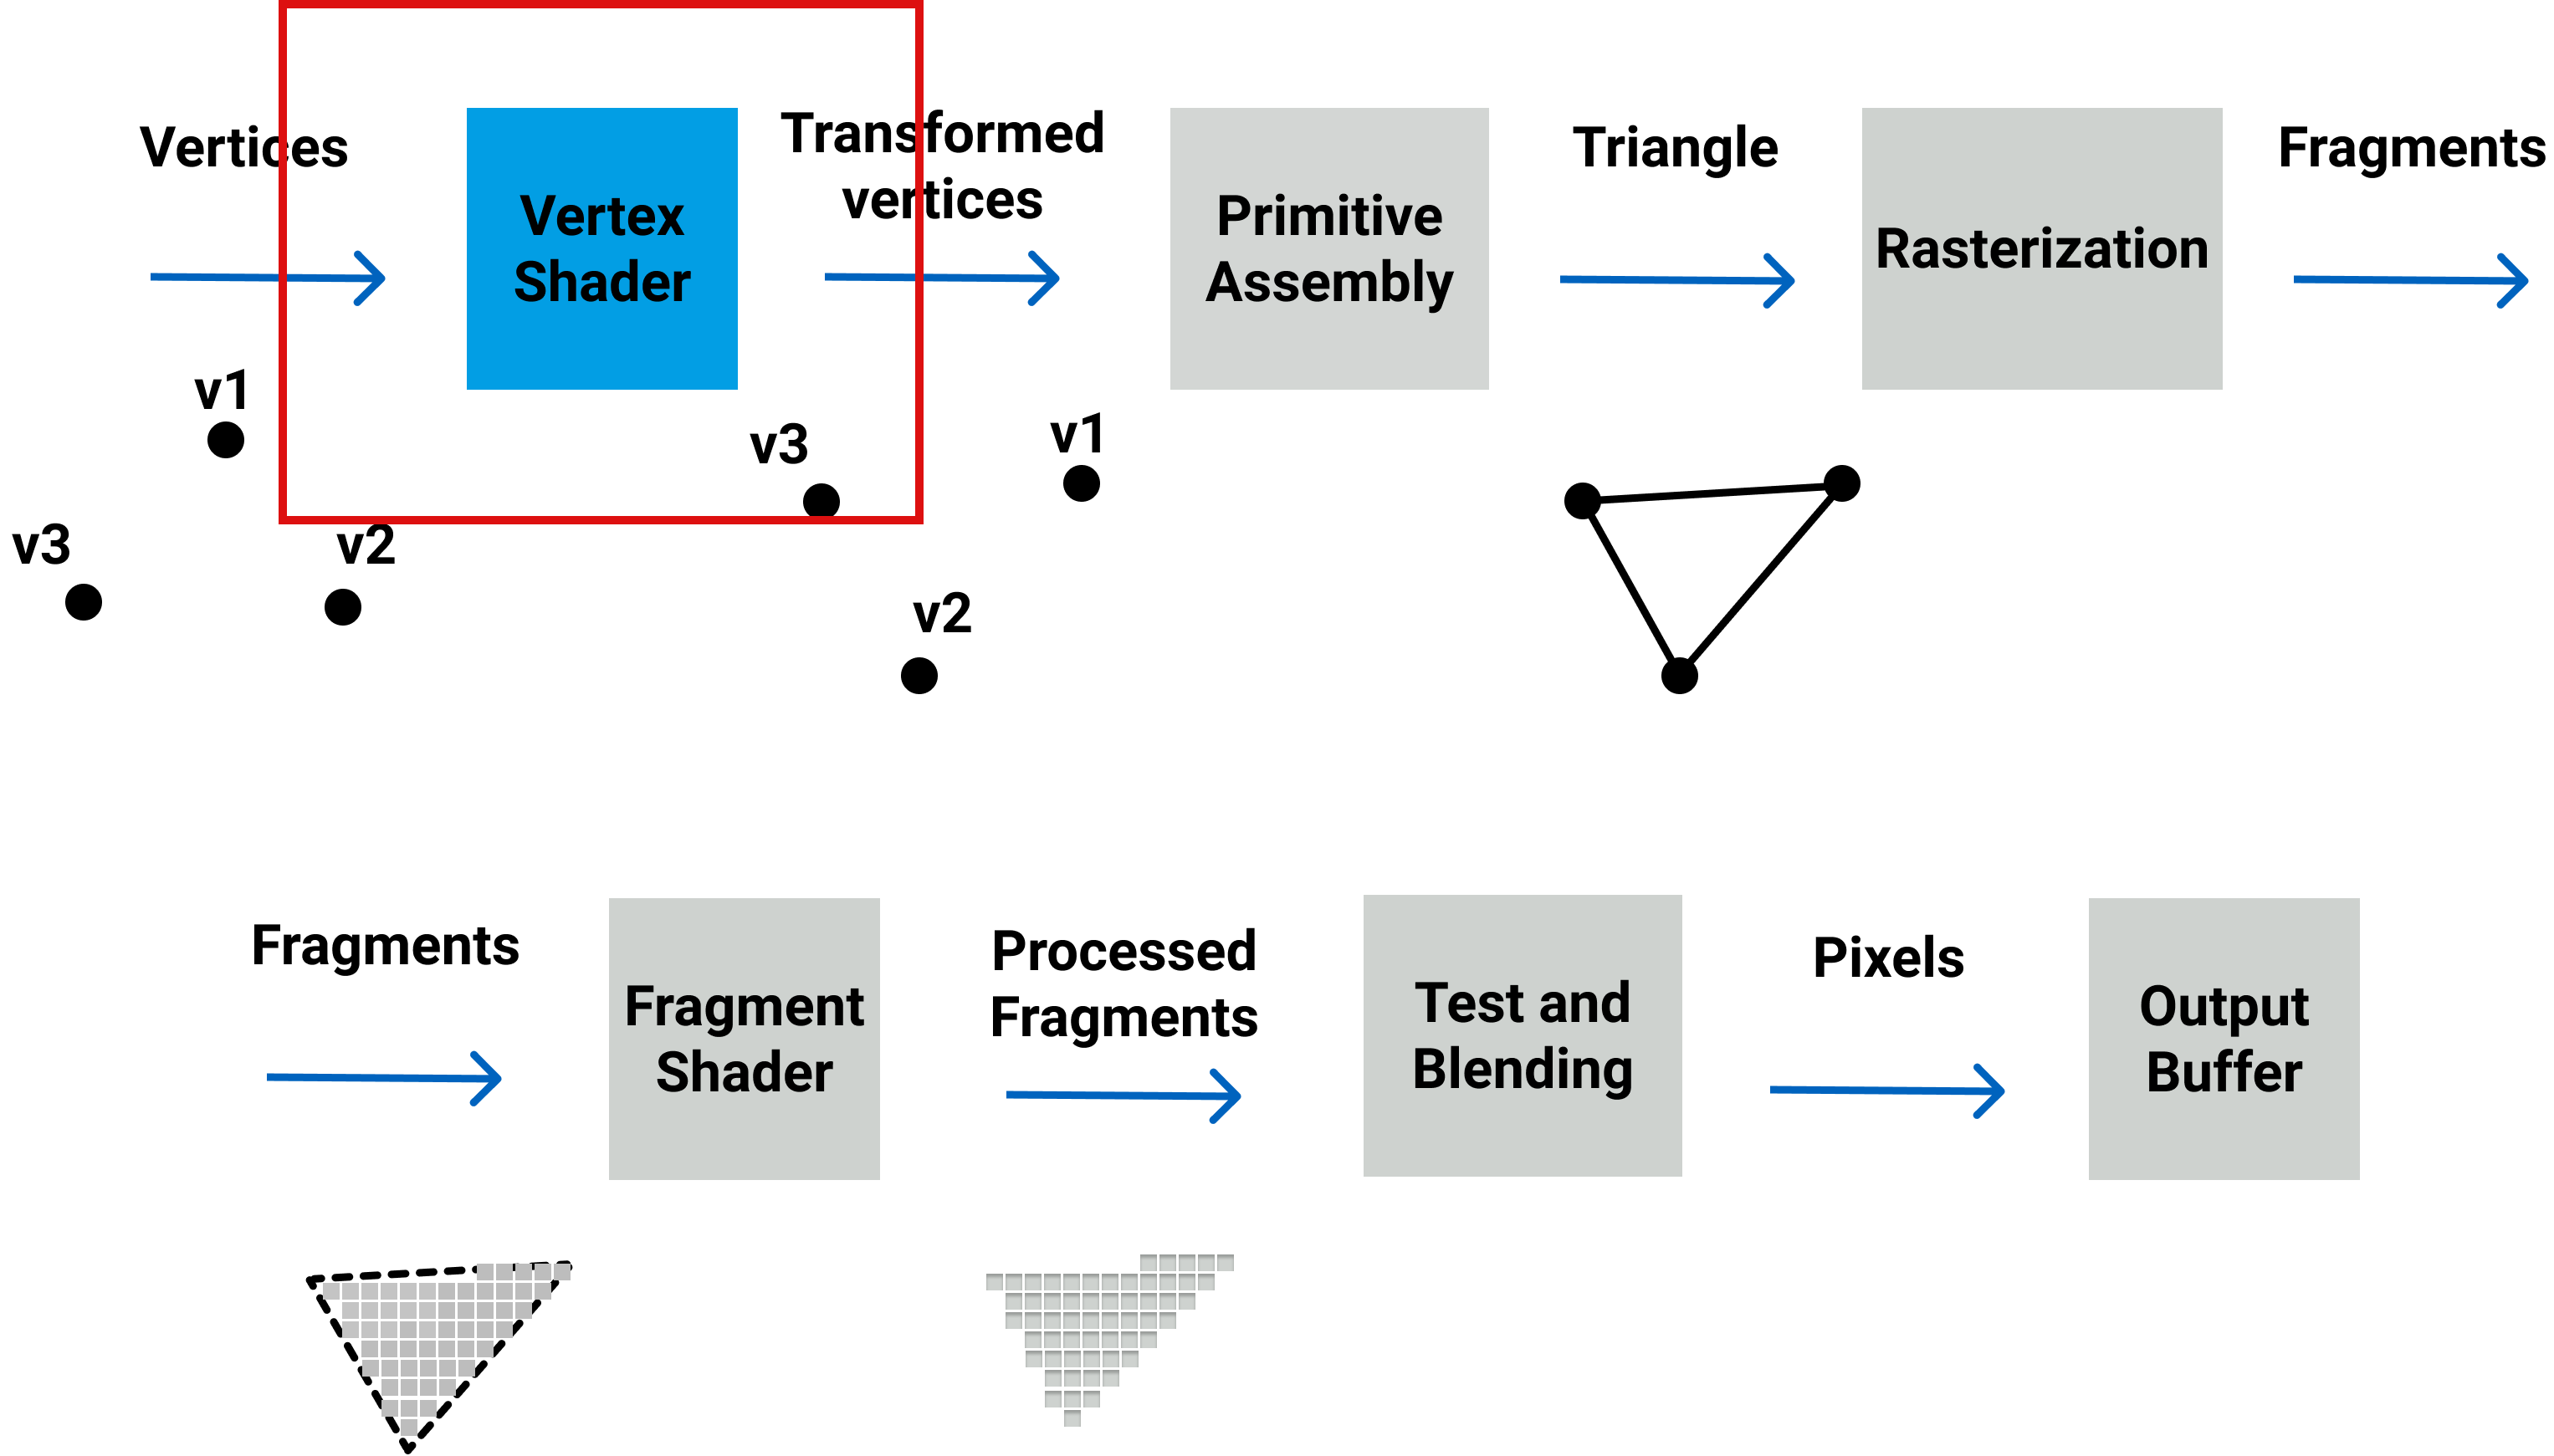 Vertices
Vertex
Shader
Transformed
vertices
Primitive
Assembly
Triangle
Rasterization
Fragments
v1
v3
v2
v3
v1
v2
Fragments
Fragment
Shader
Processed
Fragments
Test and
Blending
Pixels
Output
Buffer